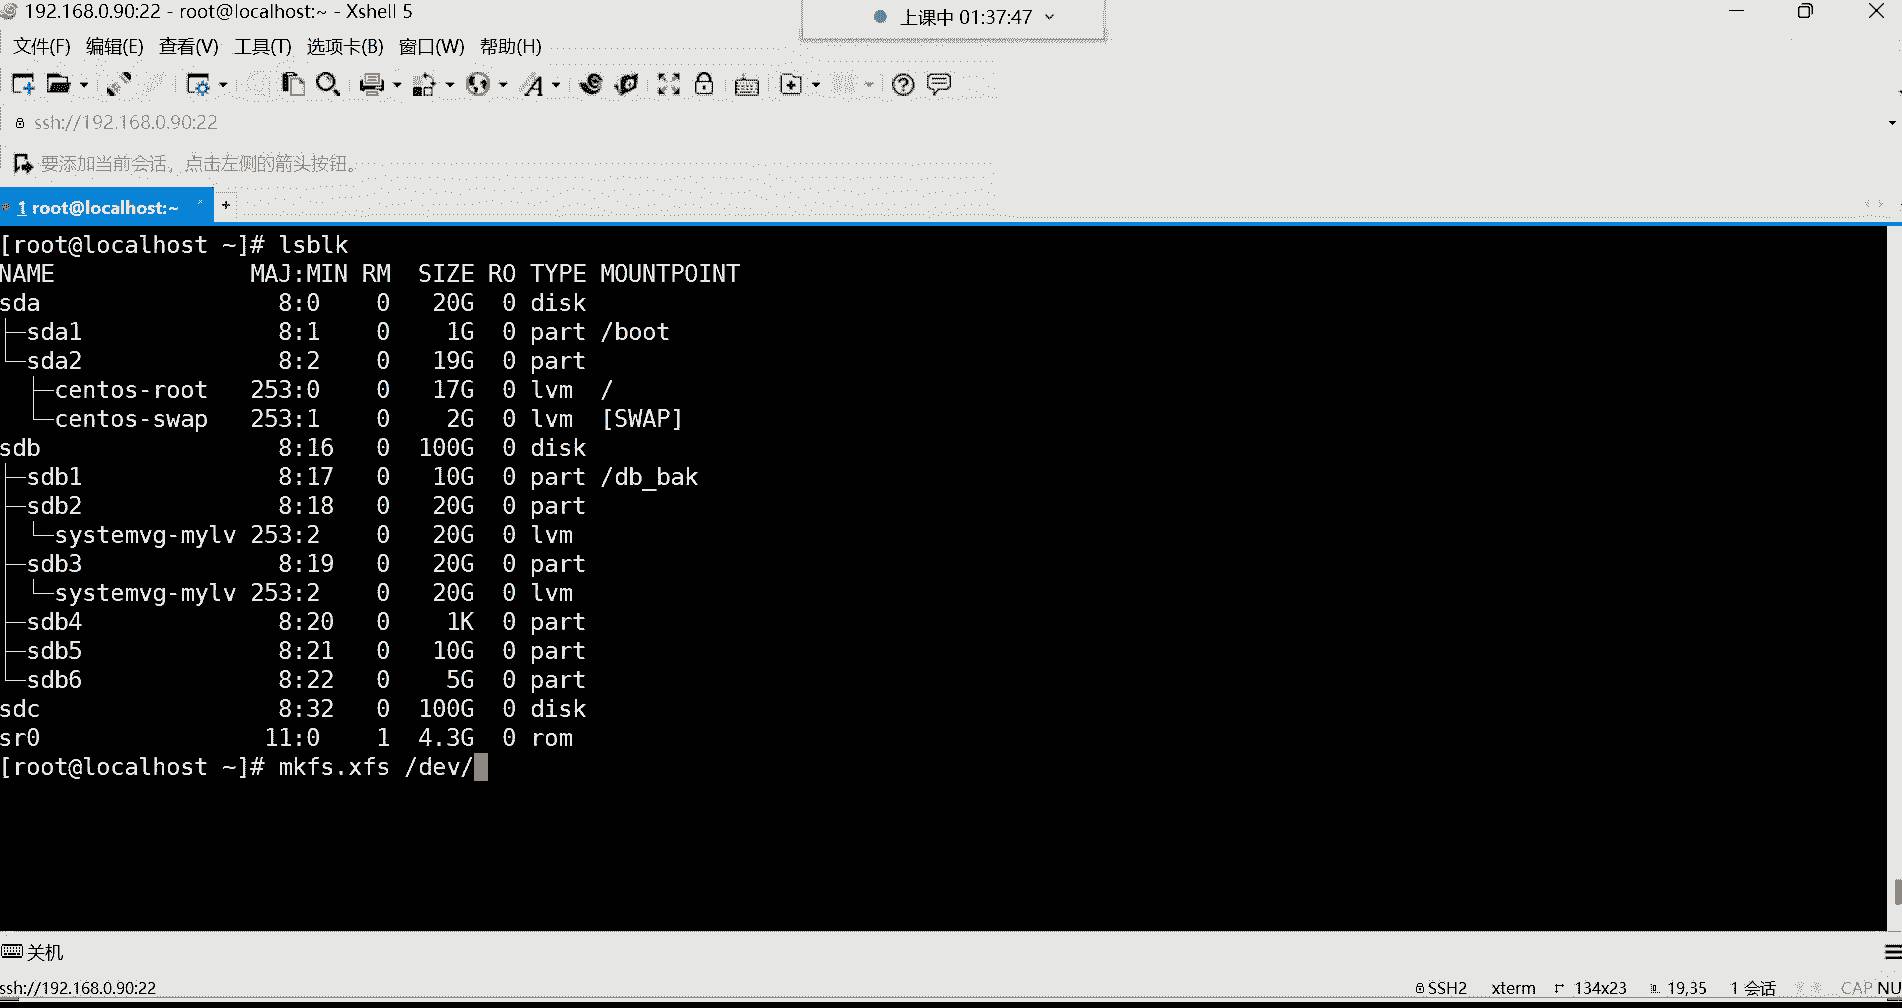 192.168.0.90:22 - root@localhost:~ - Xshell 5
上课中 01:37:47
文件(F) 编辑(E) 查看(V) 工具(T) 选项卡(B) 窗口(W) 帮助(H)
ssh://192.168.0.90:22
要添加当前会话，点击左侧的箭头按钮。
1 root@localhost:~
[root@localhost ~]# lsblk
NAME MAJ:MIN RM SIZE RO TYPE MOUNTPOINT
sda 8:0 0 20G 0 disk
├─sda1 8:1 0 1G 0 part /boot
└─sda2 8:2 0 19G 0 part
  ├─centos-root 253:0 0 17G 0 lvm /
  └─centos-swap 253:1 0 2G 0 lvm [SWAP]
sdb 8:16 0 100G 0 disk
├─sdb1 8:17 0 10G 0 part /db_bak
├─sdb2 8:18 0 20G 0 part
│ └─systemvg-mylv 253:2 0 20G 0 lvm
├─sdb3 8:19 0 20G 0 part
│ └─systemvg-mylv 253:2 0 20G 0 lvm
├─sdb4 8:20 0 1K 0 part
├─sdb5 8:21 0 10G 0 part
└─sdb6 8:22 0 5G 0 part
sdc 8:32 0 100G 0 disk
sr0 11:0 1 4.3G 0 rom
[root@localhost ~]# mkfs.xfs /dev/
关机
ssh://192.168.0.90:22 SSH2 xterm 134x23 19,35 1 会话 CAP NU